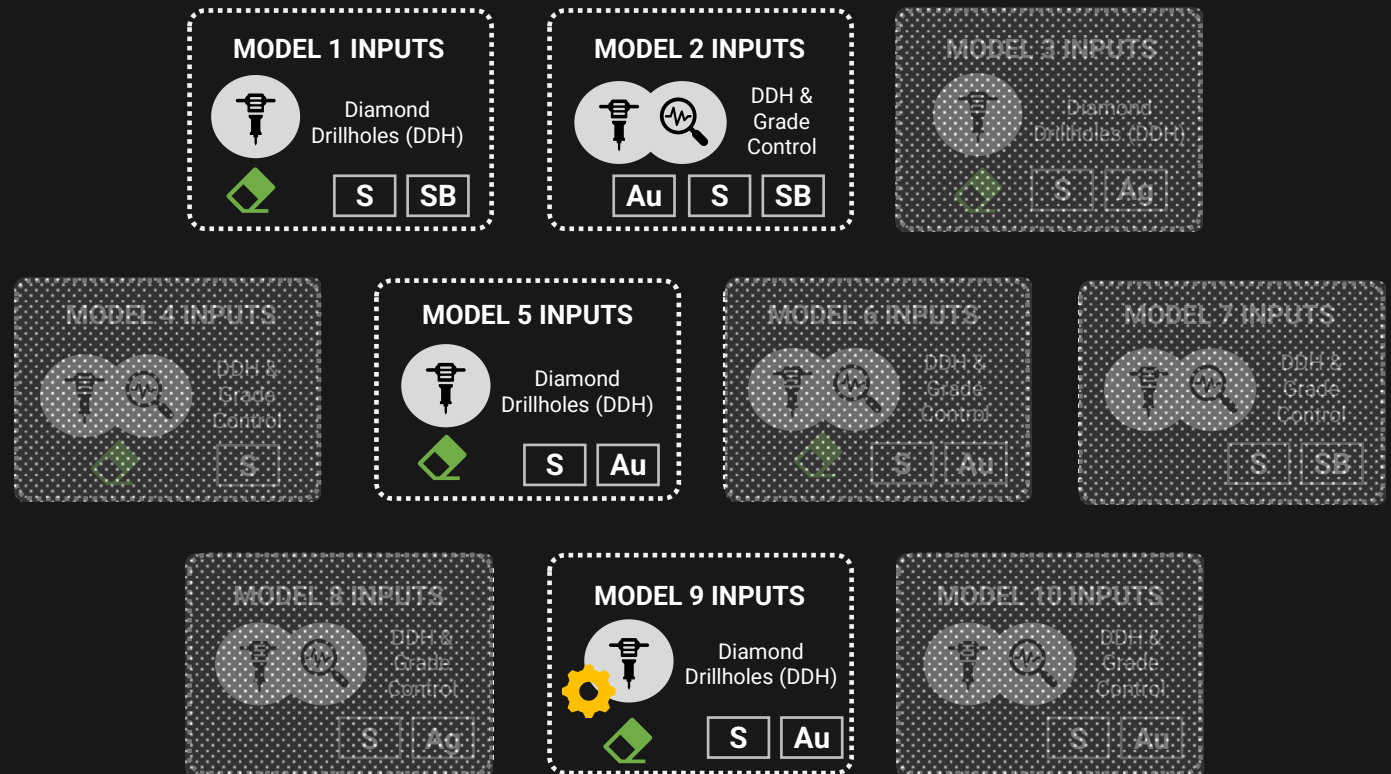 MODEL 1 INPUTS
Diamond
Drillholes (DDH)
S SB
MODEL 2 INPUTS
DDH &
Grade
Control
Au S SB
MODEL 3 INPUTS
Diamond
Drillholes (DDH)
S Ag
MODEL 4 INPUTS
DDH &
Grade
Control
S
MODEL 5 INPUTS
Diamond
Drillholes (DDH)
S Au
MODEL 6 INPUTS
DDH &
Grade
Control
S Au
MODEL 7 INPUTS
DDH &
Grade
Control
S SB
MODEL 8 INPUTS
DDH &
Grade
Control
S Ag
MODEL 9 INPUTS
Diamond
Drillholes (DDH)
S Au
MODEL 10 INPUTS
DDH &
Grade
Control
S Au